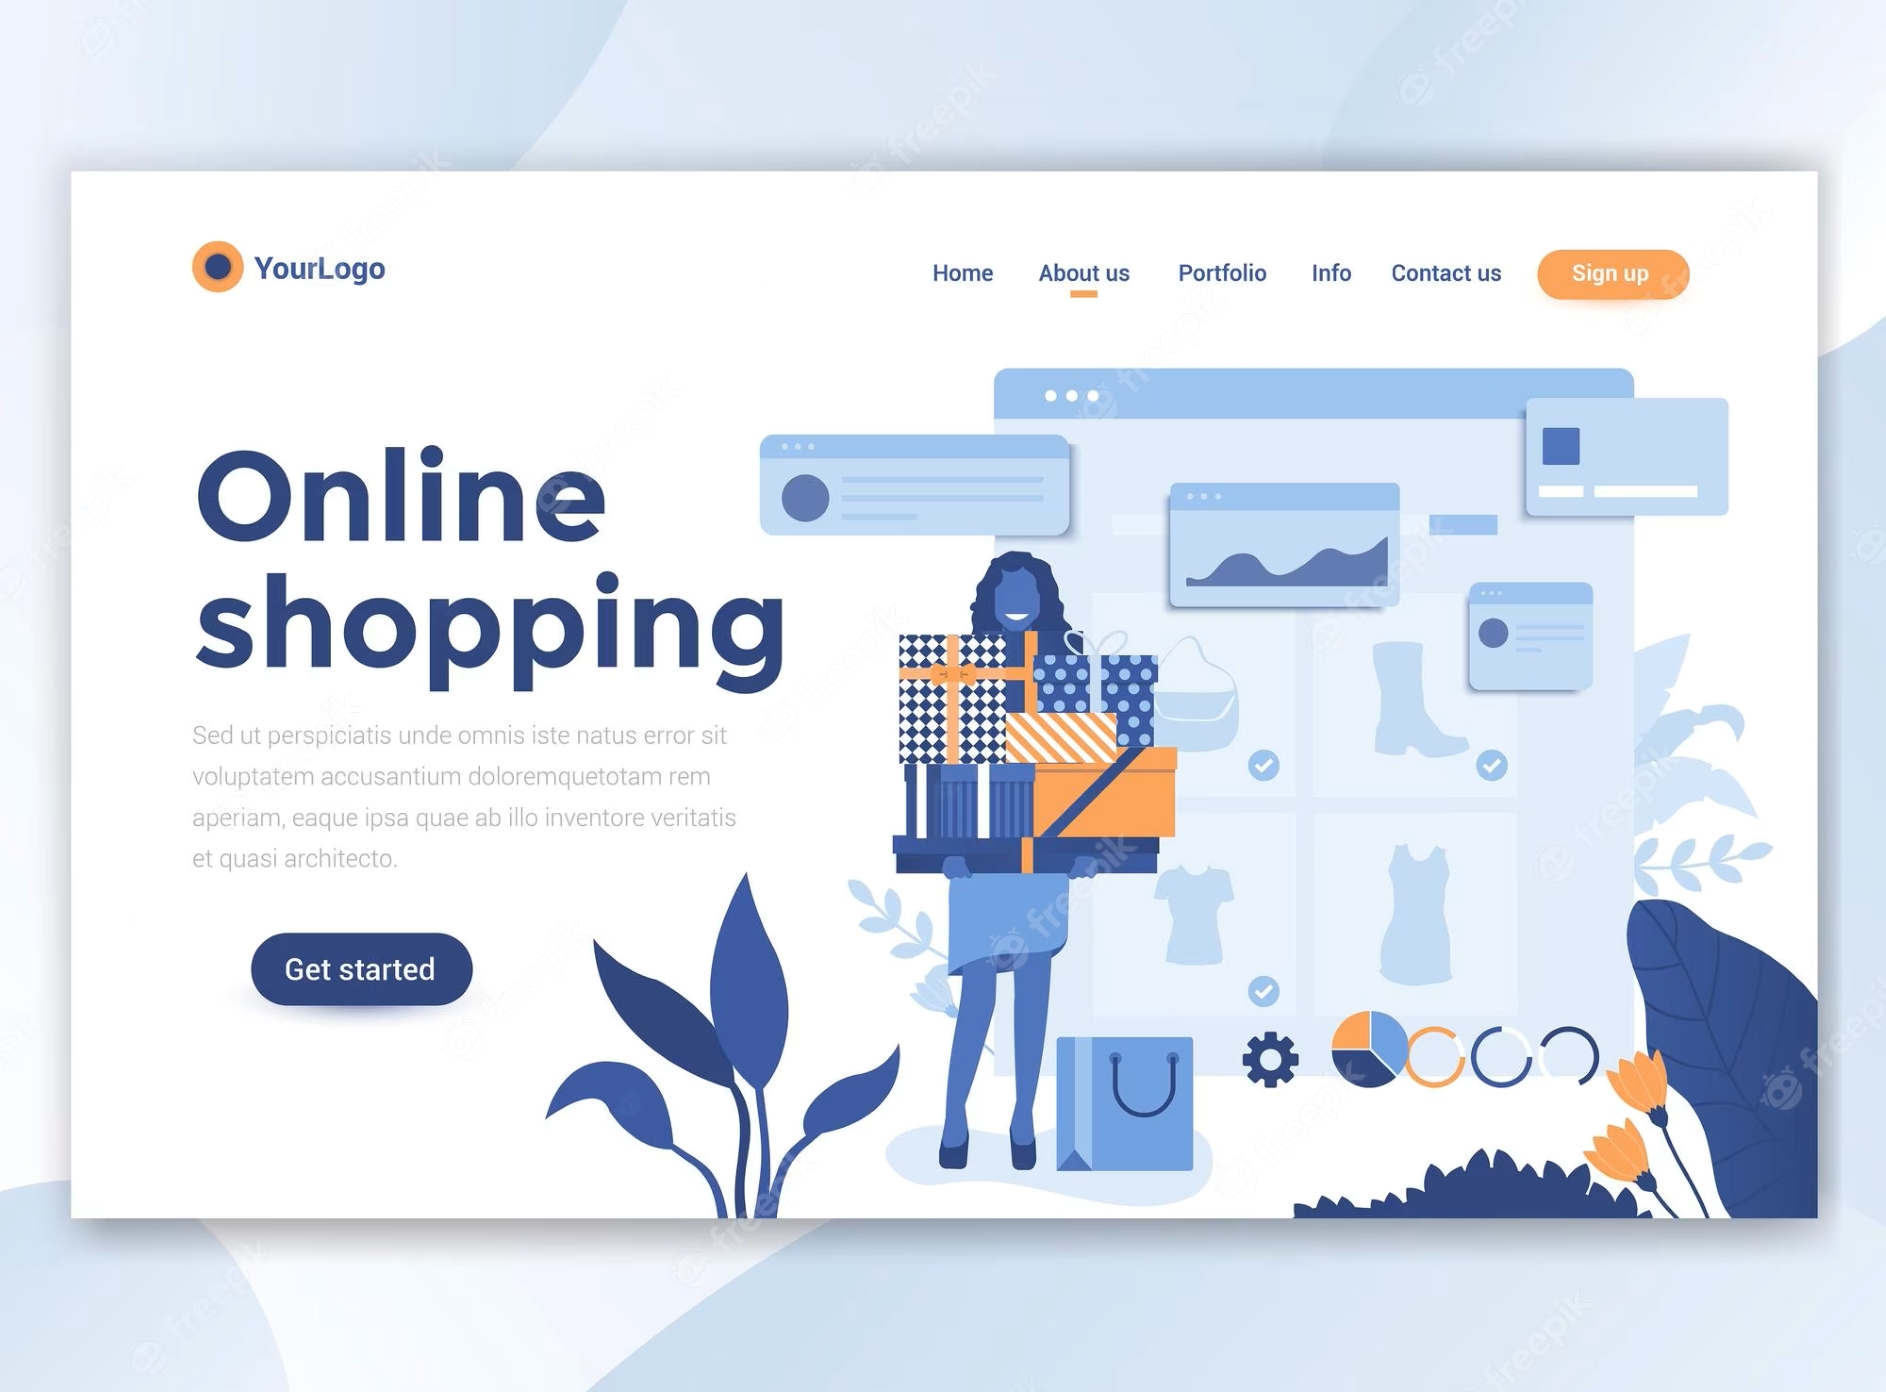 YourLogo
Home About us Portfolio Info Contact us Sign up
Online
shopping
Sed ut perspiciatis unde omnis iste natus error sit
voluptatem accusantium doloremquetotam rem
aperiam, eaque ipsa quae ab illo inventore veritatis
et quasi architecto.
Get started
freepik